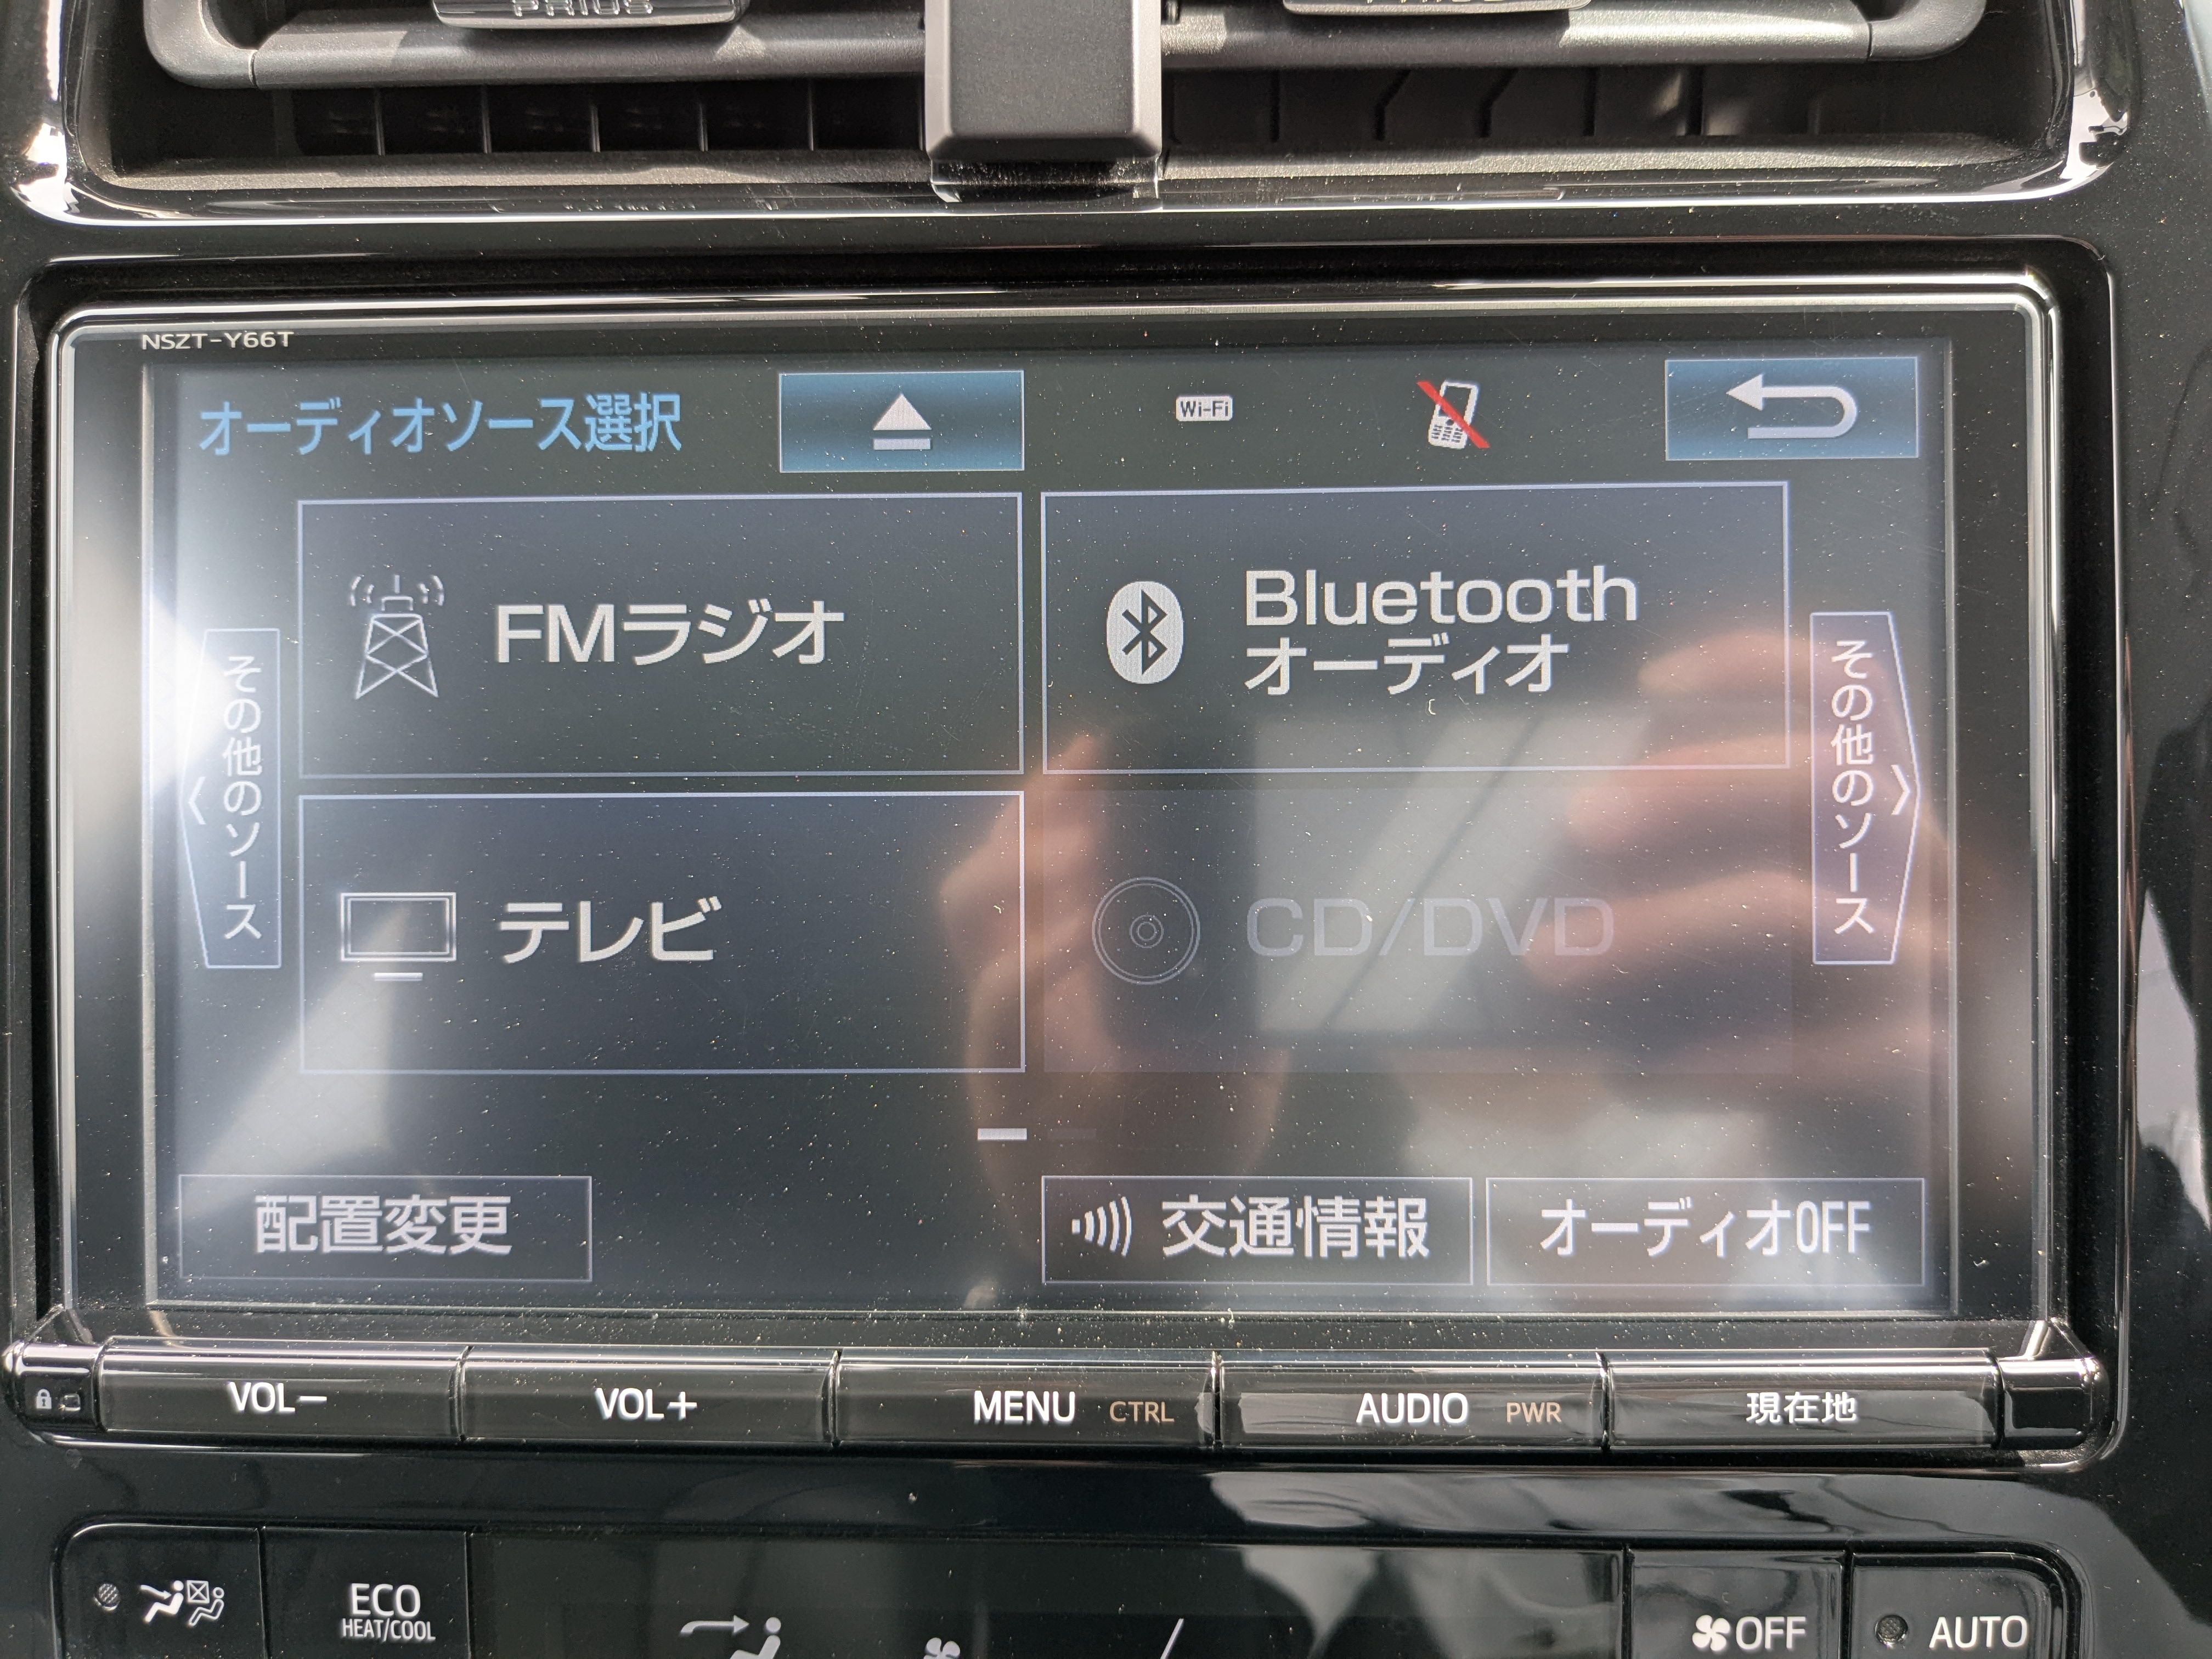 PRIUS
NSZT-Y66T
オーディオソース選択
Wi-Fi
FMラジオ
Bluetooth
オーディオ
その他のソース
その他のソース
テレビ
CD/DVD
配置変更
交通情報
オーディオOFF
VOL−
VOL+
MENU CTRL
AUDIO PWR
現在地
ECO
HEAT/COOL
OFF
AUTO